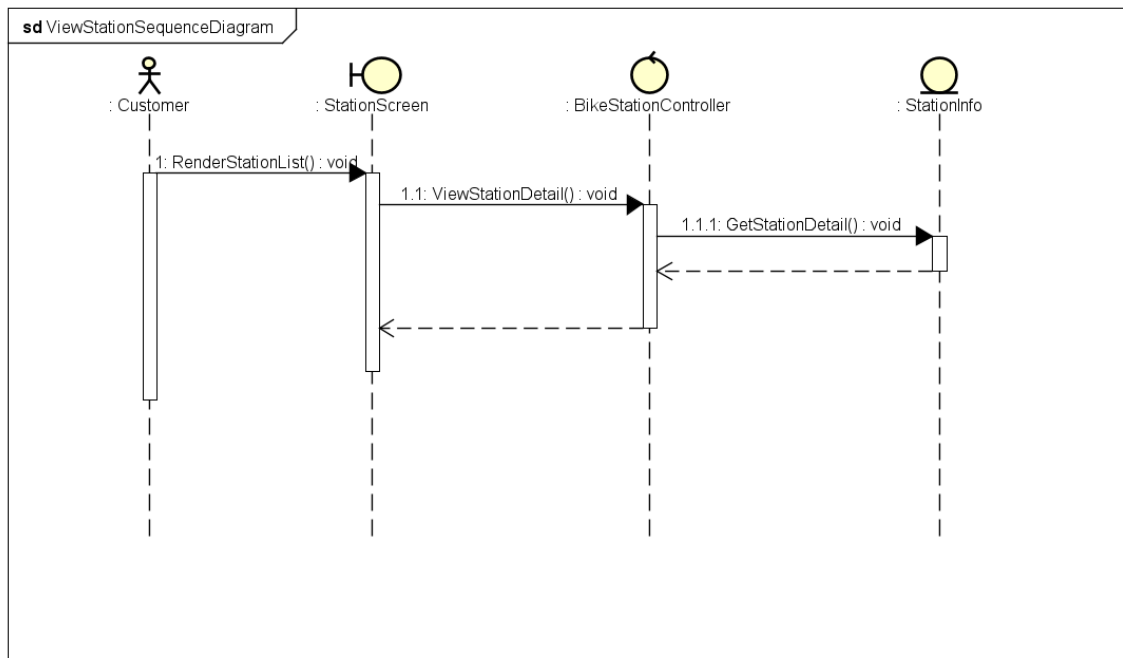 sd ViewStationSequenceDiagram
: Customer
: StationScreen
: BikeStationController
: StationInfo
1: RenderStationList() : void
1.1: ViewStationDetail() : void
1.1.1: GetStationDetail() : void